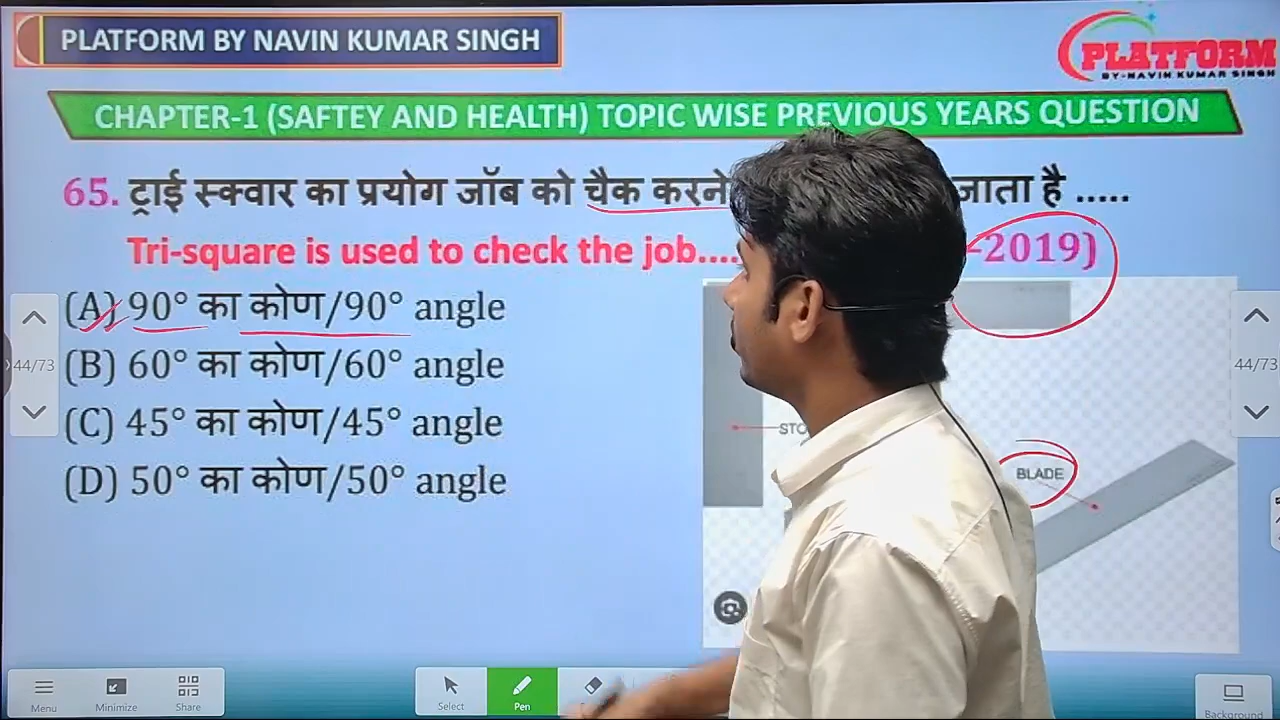 PLATFORM BY NAVIN KUMAR SINGH
PLATFORM
BY-NAVIN KUMAR SINGH
CHAPTER-1 (SAFTEY AND HEALTH) TOPIC WISE PREVIOUS YEARS QUESTION
65. ट्राई स्क्वार का प्रयोग जॉब को चैक करने जाता है .....
Tri-square is used to check the job.... -2019)
(A) 90° का कोण/90° angle
(B) 60° का कोण/60° angle
(C) 45° का कोण/45° angle
(D) 50° का कोण/50° angle
BLADE
44/73
44/73
Menu
Minimize
Share
Select
Pen
Background